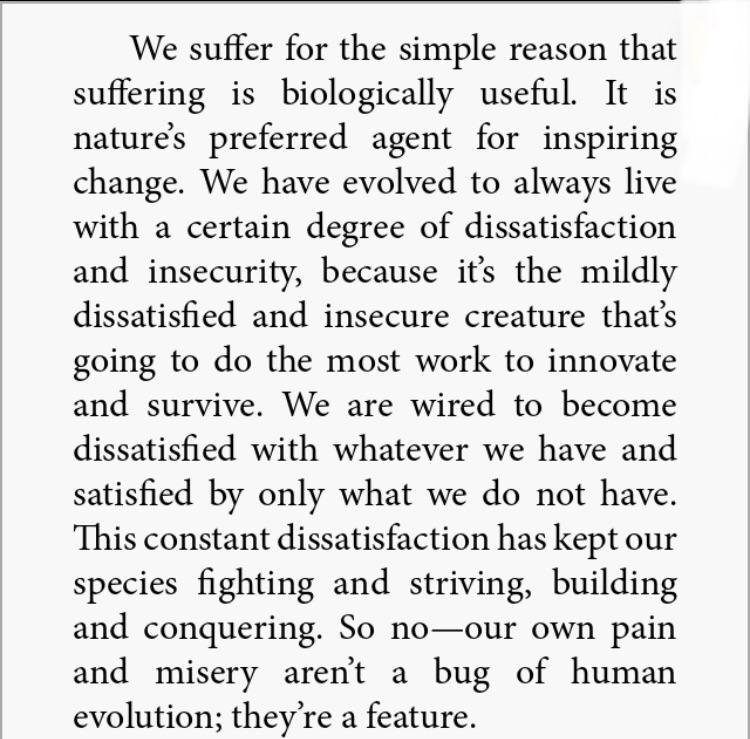 We suffer for the simple reason that
suffering is biologically useful. It is
nature’s preferred agent for inspiring
change. We have evolved to always live
with a certain degree of dissatisfaction
and insecurity, because it’s the mildly
dissatisfied and insecure creature that’s
going to do the most work to innovate
and survive. We are wired to become
dissatisfied with whatever we have and
satisfied by only what we do not have.
This constant dissatisfaction has kept our
species fighting and striving, building
and conquering. So no—our own pain
and misery aren’t a bug of human
evolution; they’re a feature.